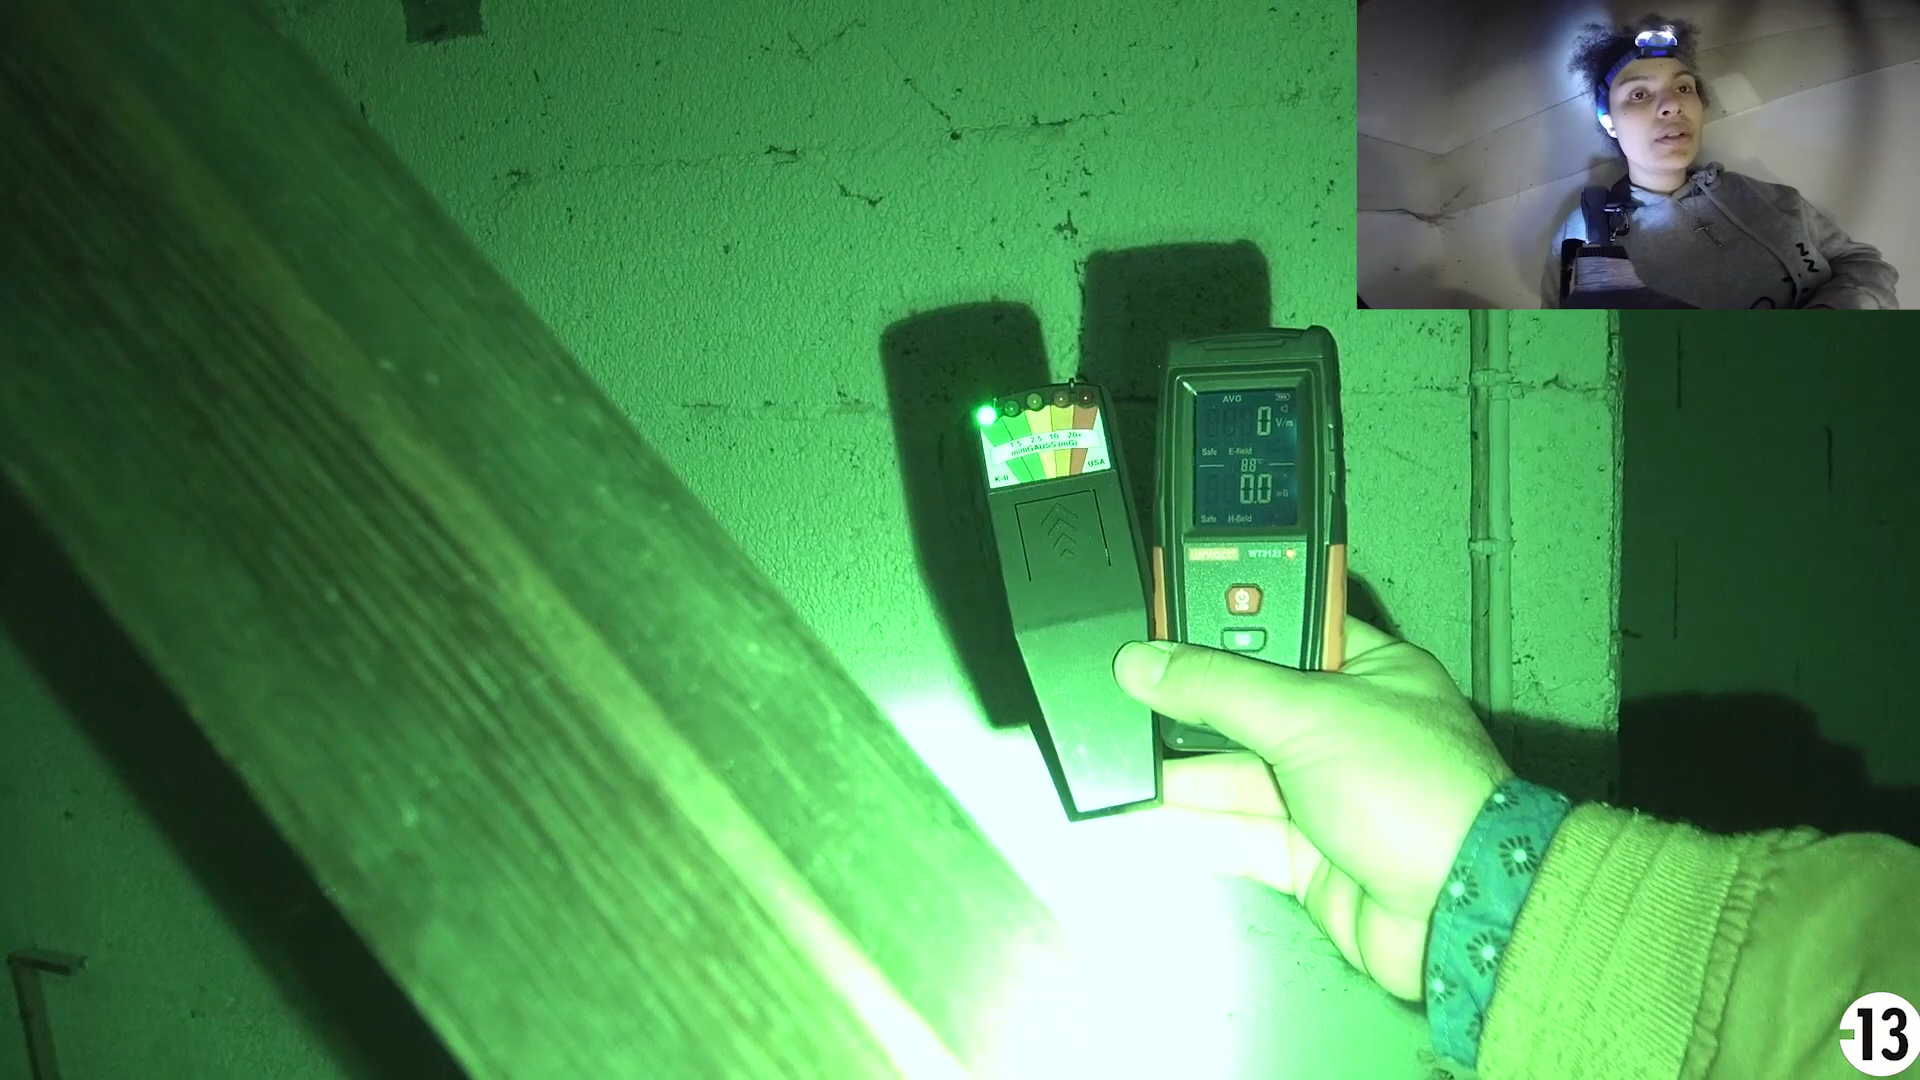 1.5 2.5 10 20+
milliGAUSS (mG)
K-II USA
AVG
0 V/m
Safe E-field
88
0.0 mG
Safe H-field
WT3121
-13